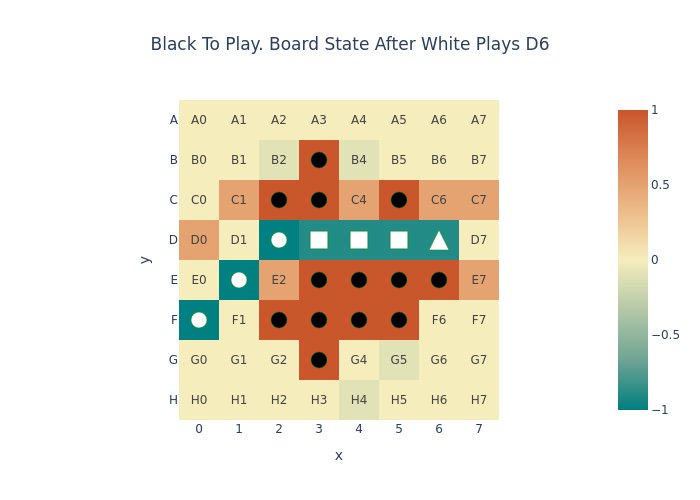 Black To Play. Board State After White Plays D6
A A0 A1 A2 A3 A4 A5 A6 A7
B B0 B1 B2 B4 B5 B6 B7
C C0 C1 C4 C6 C7
D D0 D1 D7
E E0 E2 E7
F F1 F6 F7
G G0 G1 G2 G4 G5 G6 G7
H H0 H1 H2 H3 H4 H5 H6 H7
0 1 2 3 4 5 6 7
x
y
1
0.5
0
−0.5
−1